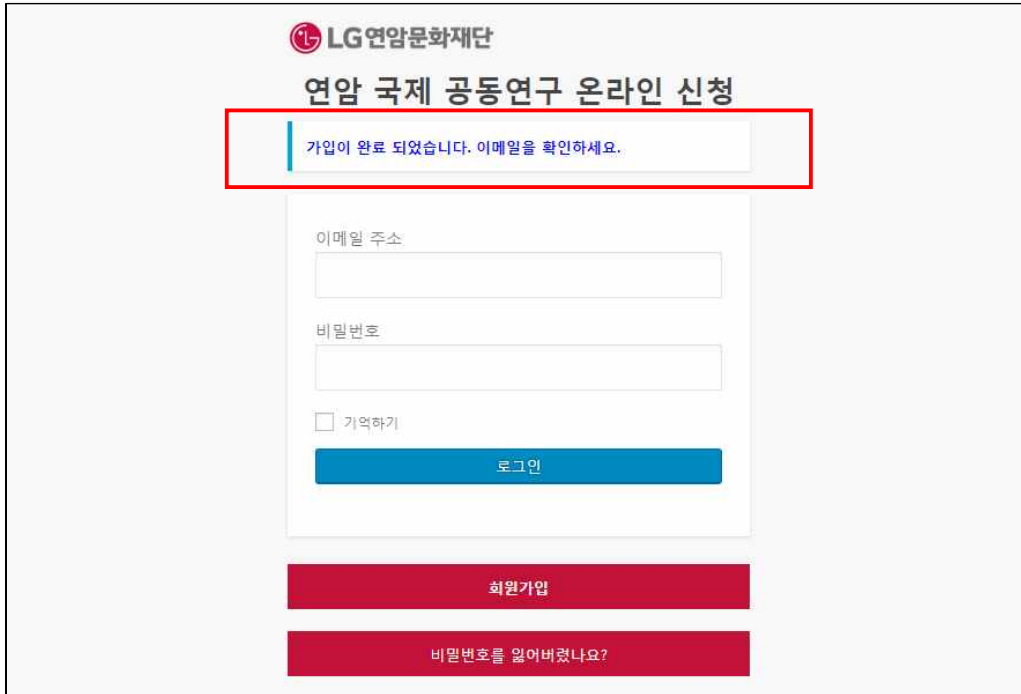 LG연암문화재단
연암 국제 공동연구 온라인 신청
가입이 완료 되었습니다. 이메일을 확인하세요.
이메일 주소
비밀번호
기억하기
로그인
회원가입
비밀번호를 잃어버렸나요?